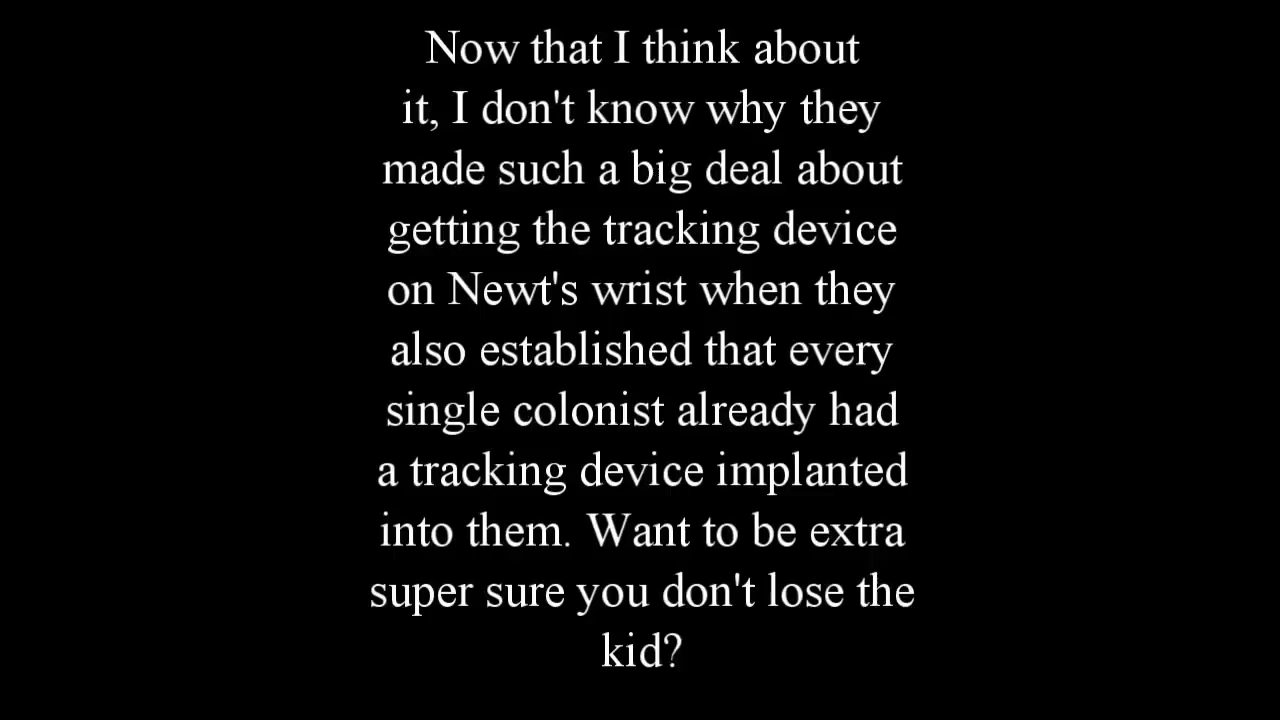 Now that I think about
it, I don't know why they
made such a big deal about
getting the tracking device
on Newt's wrist when they
also established that every
single colonist already had
a tracking device implanted
into them. Want to be extra
super sure you don't lose the
kid?